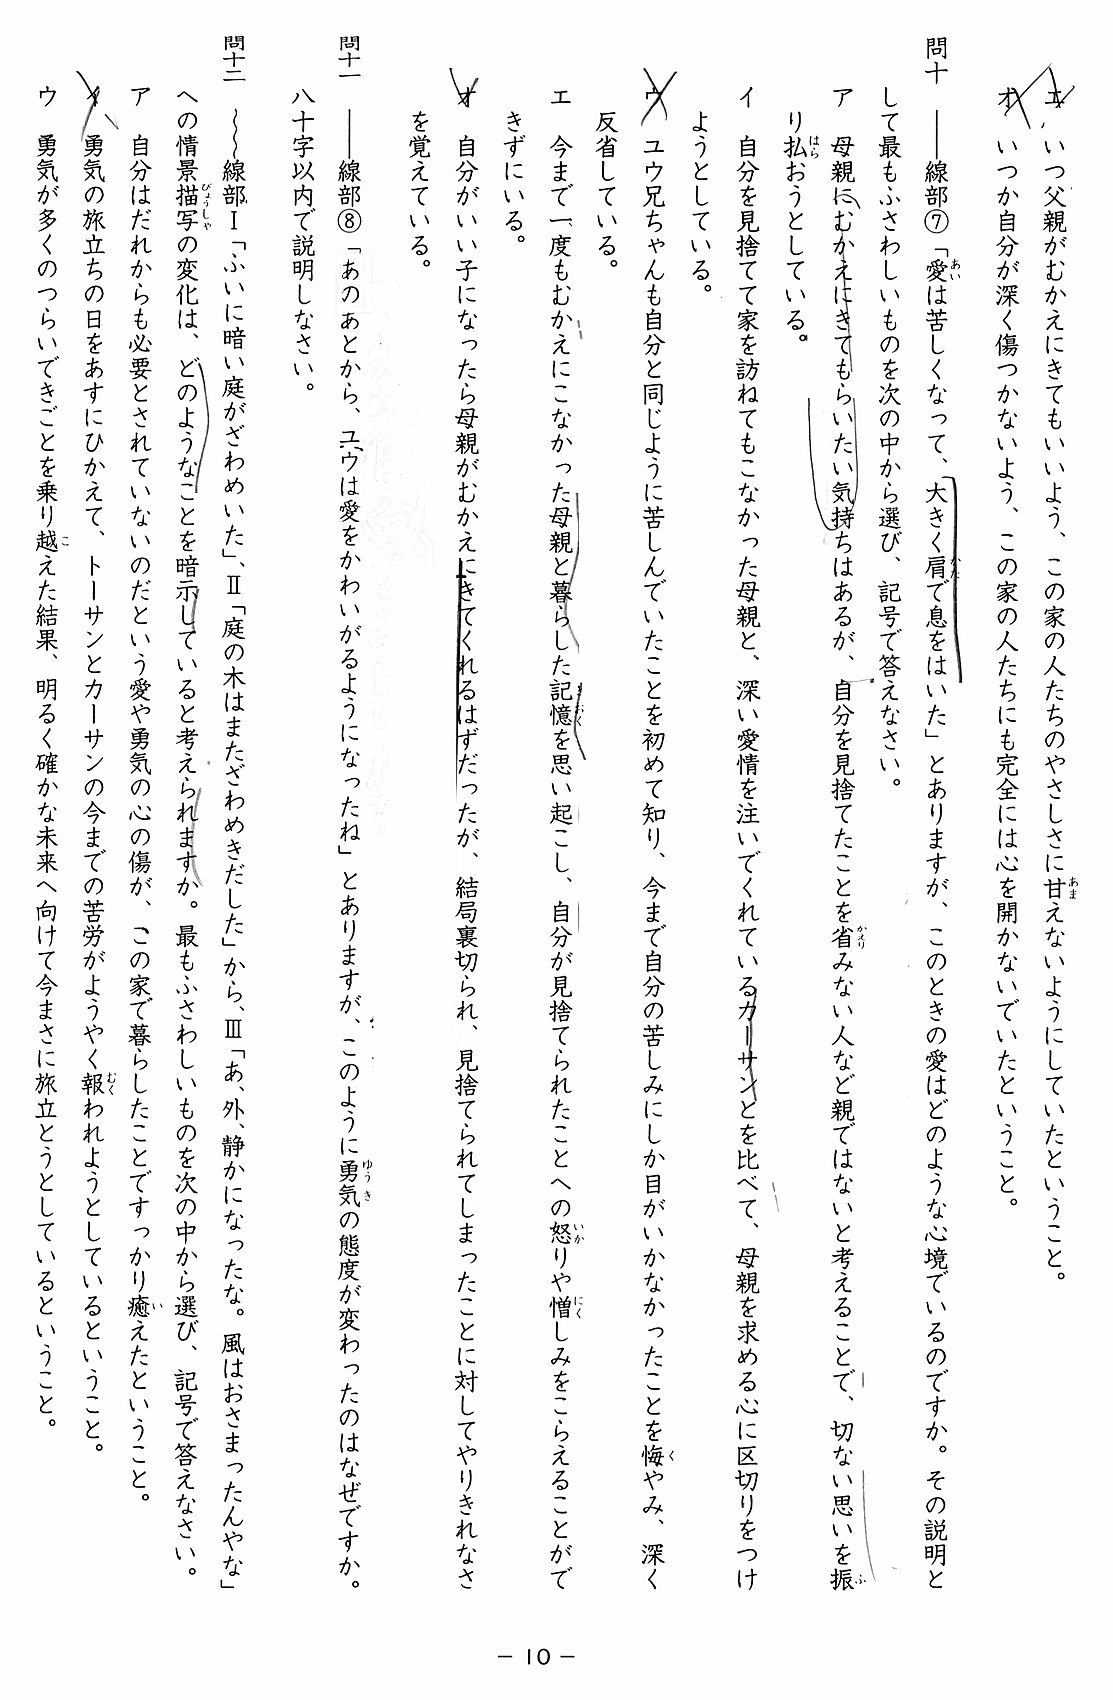 エ　いつ父親がむかえにきてもいいよう、この家の人たちのやさしさに甘えないようにしていたということ。
オ　いつか自分が深く傷つかないよう、この家の人たちにも完全には心を開かないでいたということ。
問十　――線部⑦「愛は苦しくなって、大きく肩で息をはいた」とありますが、このときの愛はどのような心境でいるのですか。その説明と
して最もふさわしいものを次の中から選び、記号で答えなさい。
ア　母親にむかえにきてもらいたい気持ちはあるが、自分を見捨てたことを省みない人など親ではないと考えることで、切ない思いを振
り払おうとしている。
イ　自分を見捨てて家を訪ねてもこなかった母親と、深い愛情を注いでくれているカーサンとを比べて、母親を求める心に区切りをつけ
ようとしている。
ウ　ユウ兄ちゃんも自分と同じように苦しんでいたことを初めて知り、今まで自分の苦しみにしか目がいかなかったことを悔やみ、深く
反省している。
エ　今まで一度もむかえにこなかった母親と暮らした記憶を思い起こし、自分が見捨てられたことへの怒りや憎しみをこらえることがで
きずにいる。
オ　自分がいい子になったら母親がむかえにきてくれるはずだったが、結局裏切られ、見捨てられてしまったことに対してやりきれなさ
を覚えている。
問十一　――線部⑧「あのあとから、ユウは愛をかわいがるようになったね」とありますが、このように勇気の態度が変わったのはなぜですか。
八十字以内で説明しなさい。
問十二　～～線部Ⅰ「ふいに暗い庭がざわめいた」、Ⅱ「庭の木はまたざわめきだした」から、Ⅲ「あ、外、静かになったな。風はおさまったんやな」
への情景描写の変化は、どのようなことを暗示していると考えられますか。最もふさわしいものを次の中から選び、記号で答えなさい。
ア　自分はだれからも必要とされていないのだという愛や勇気の心の傷が、この家で暮らしたことですっかり癒えたということ。
イ　勇気の旅立ちの日をあすにひかえて、トーサンとカーサンの今までの苦労がようやく報われようとしているということ。
ウ　勇気が多くのつらいできごとを乗り越えた結果、明るく確かな未来へ向けて今まさに旅立とうとしているということ。
－ 10 －